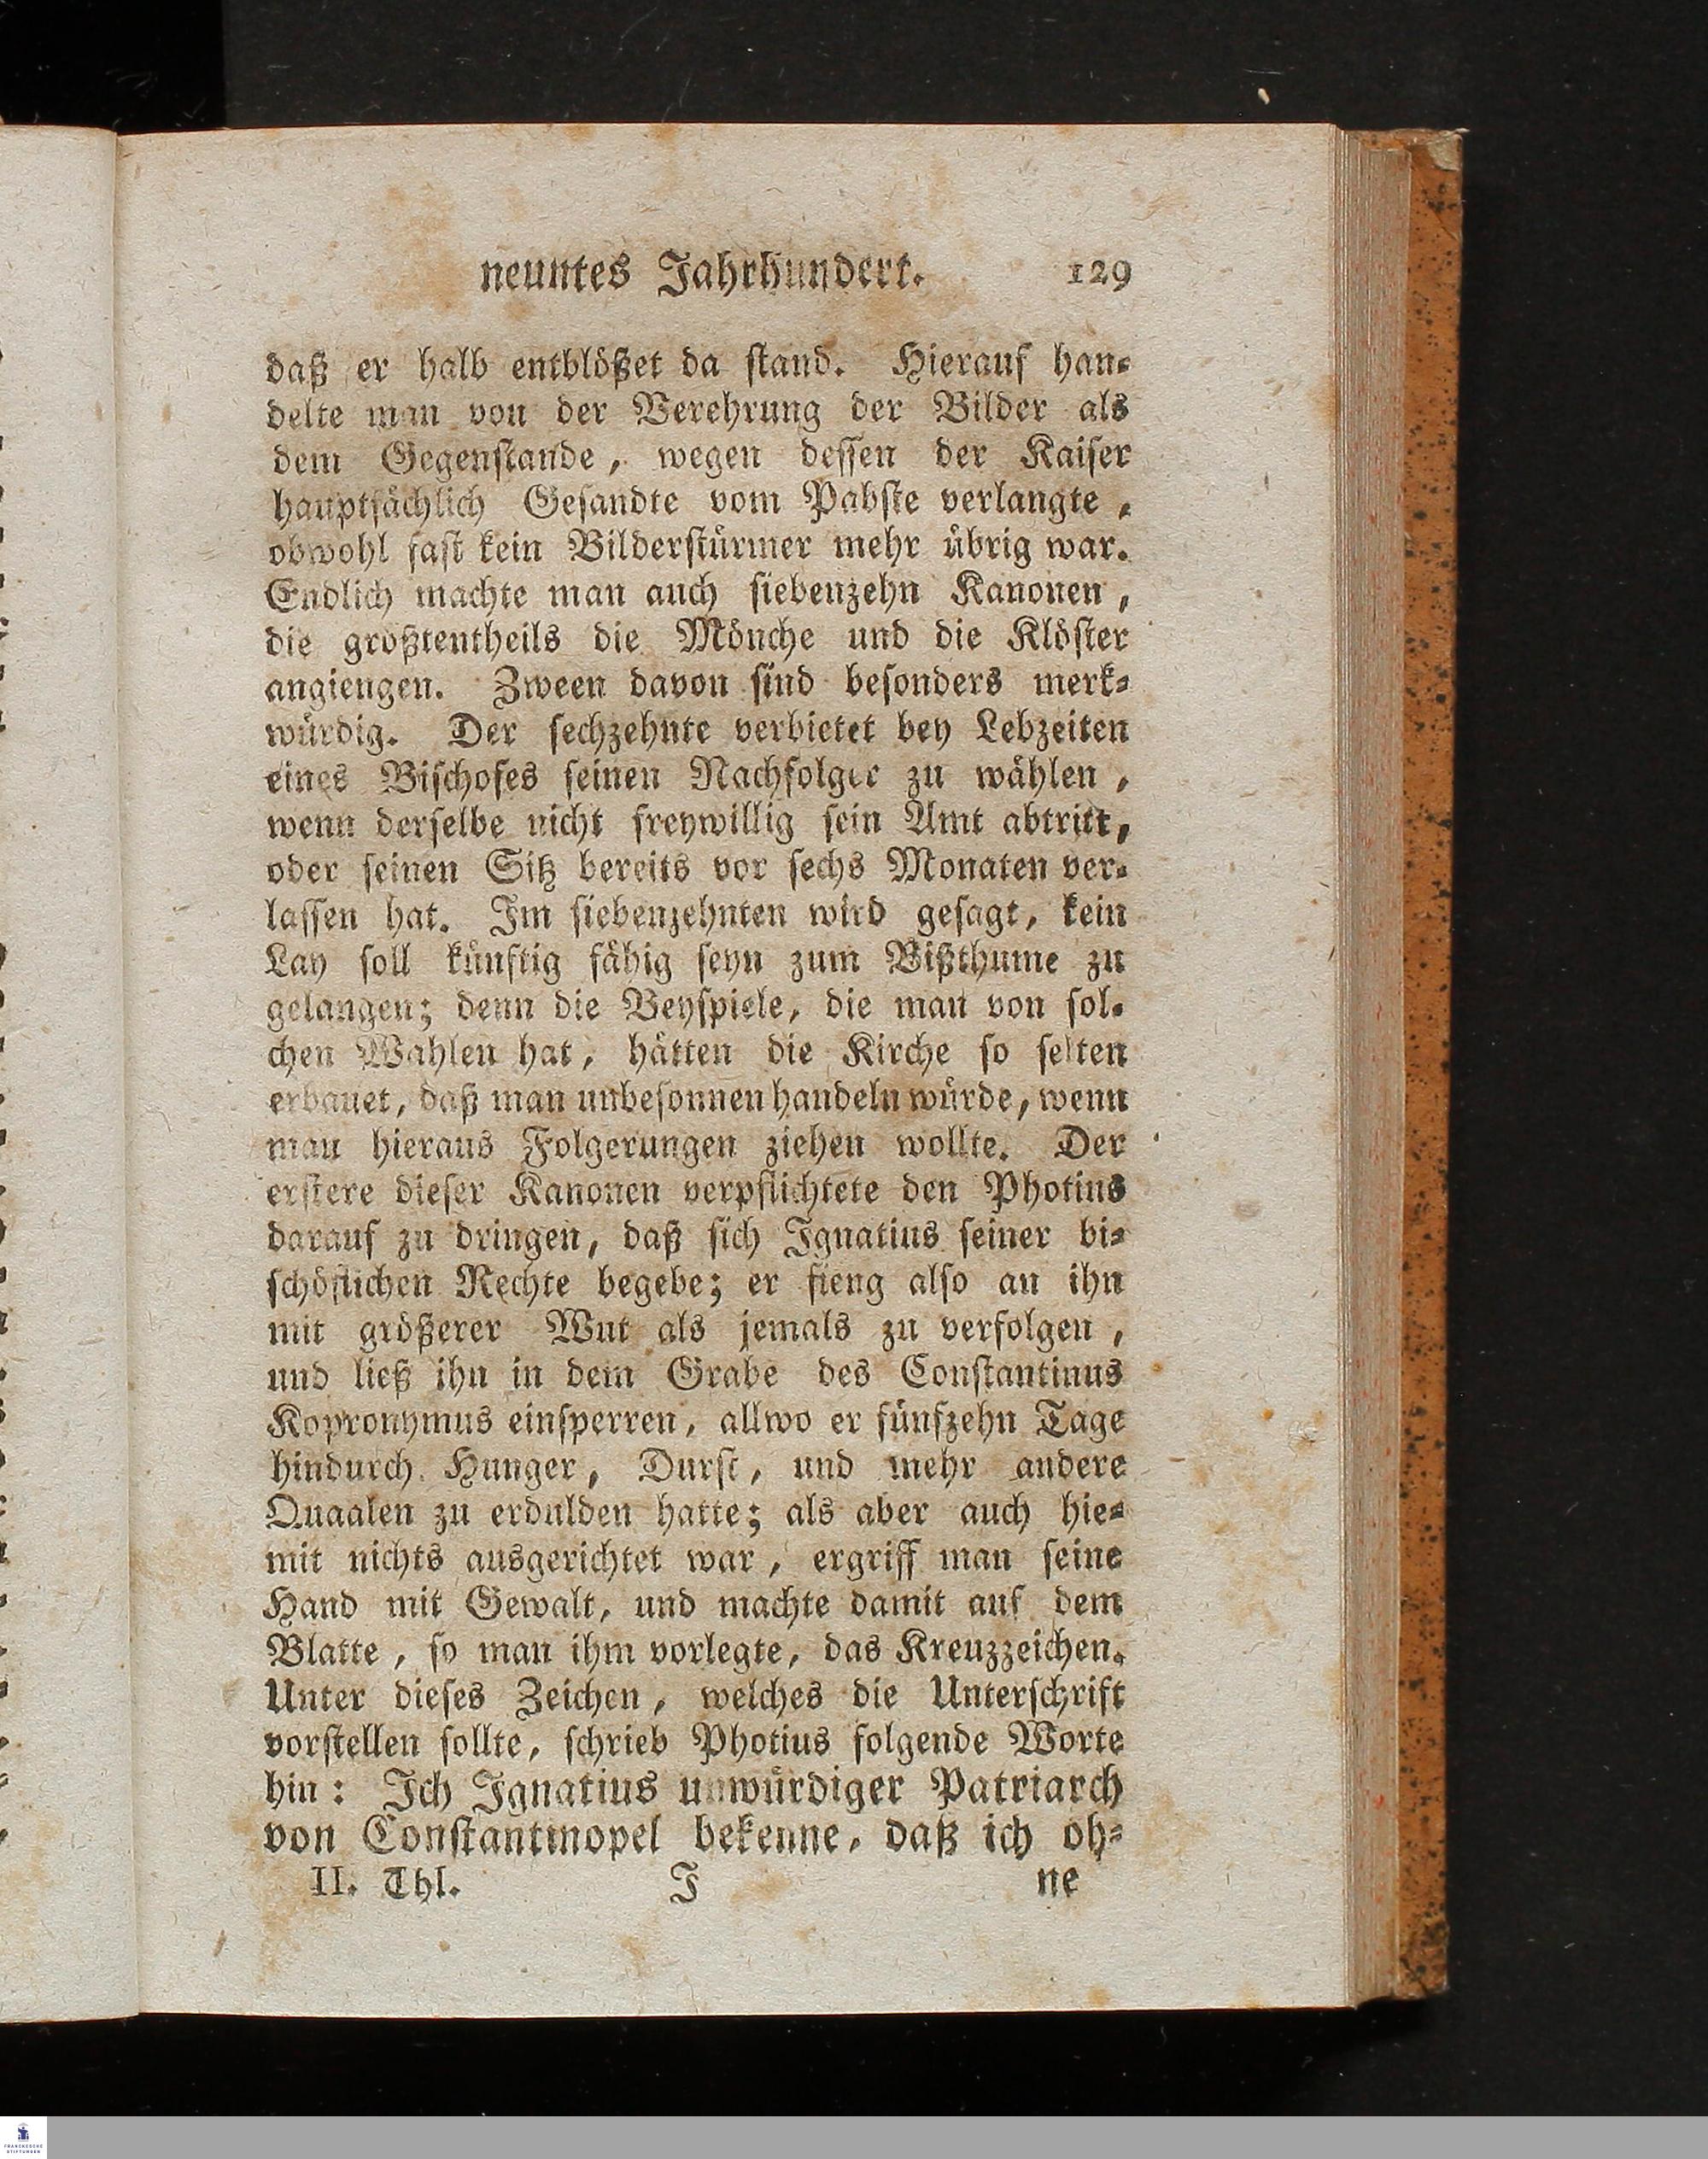 neuntes Jahrhundert. 129
daß er halb entblößet da stand. Hierauf han-
delte man von der Verehrung der Bilder als
dem Gegenstande, wegen dessen der Kaiser
hauptsächlich Gesandte vom Pabste verlangte,
obwohl fast kein Bilderstürmer mehr übrig war.
Endlich machte man auch siebenzehn Kanonen,
die größtentheils die Mönche und die Klöster
angiengen. Zween davon sind besonders merk-
würdig. Der sechzehnte verbietet bey Lebzeiten
eines Bischofes seinen Nachfolger zu wählen,
wenn derselbe nicht freywillig sein Amt abtritt,
oder seinen Sitz bereits vor sechs Monaten ver-
lassen hat. Im siebenzehnten wird gesagt, kein
Lay soll künftig fähig seyn zum Bißthume zu
gelangen; denn die Beyspiele, die man von sol-
chen Wahlen hat, hätten die Kirche so selten
erbauet, daß man unbesonnen handeln würde, wenn
man hieraus Folgerungen ziehen wollte. Der
erstere dieser Kanonen verpflichtete den Photius
darauf zu dringen, daß sich Ignatius seiner bi-
schöflichen Rechte begebe; er fieng also an ihn
mit größerer Wut als jemals zu verfolgen,
und ließ ihn in dem Grabe des Constantinus
Kopronymus einsperren, allwo er fünfzehn Tage
hindurch Hunger, Durst, und mehr andere
Quaalen zu erdulden hatte; als aber auch hie-
mit nichts ausgerichtet war, ergriff man seine
Hand mit Gewalt, und machte damit auf dem
Blatte, so man ihm vorlegte, das Kreuzzeichen.
Unter dieses Zeichen, welches die Unterschrift
vorstellen sollte, schrieb Photius folgende Worte
hin: Ich Ignatius unwürdiger Patriarch
von Constantinopel bekenne, daß ich oh-
II. Thl. J ne
FRANCKESCHE
STIFTUNGEN